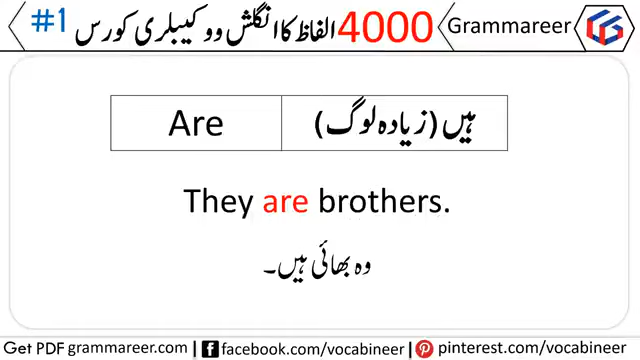 #1 4000 الفاظ کا انگلش ووکیبلری کورس Grammareer
Are ہیں (زیادہ لوگ)
They are brothers.
وہ بھائی ہیں۔
Get PDF grammareer.com | facebook.com/vocabineer | pinterest.com/vocabineer